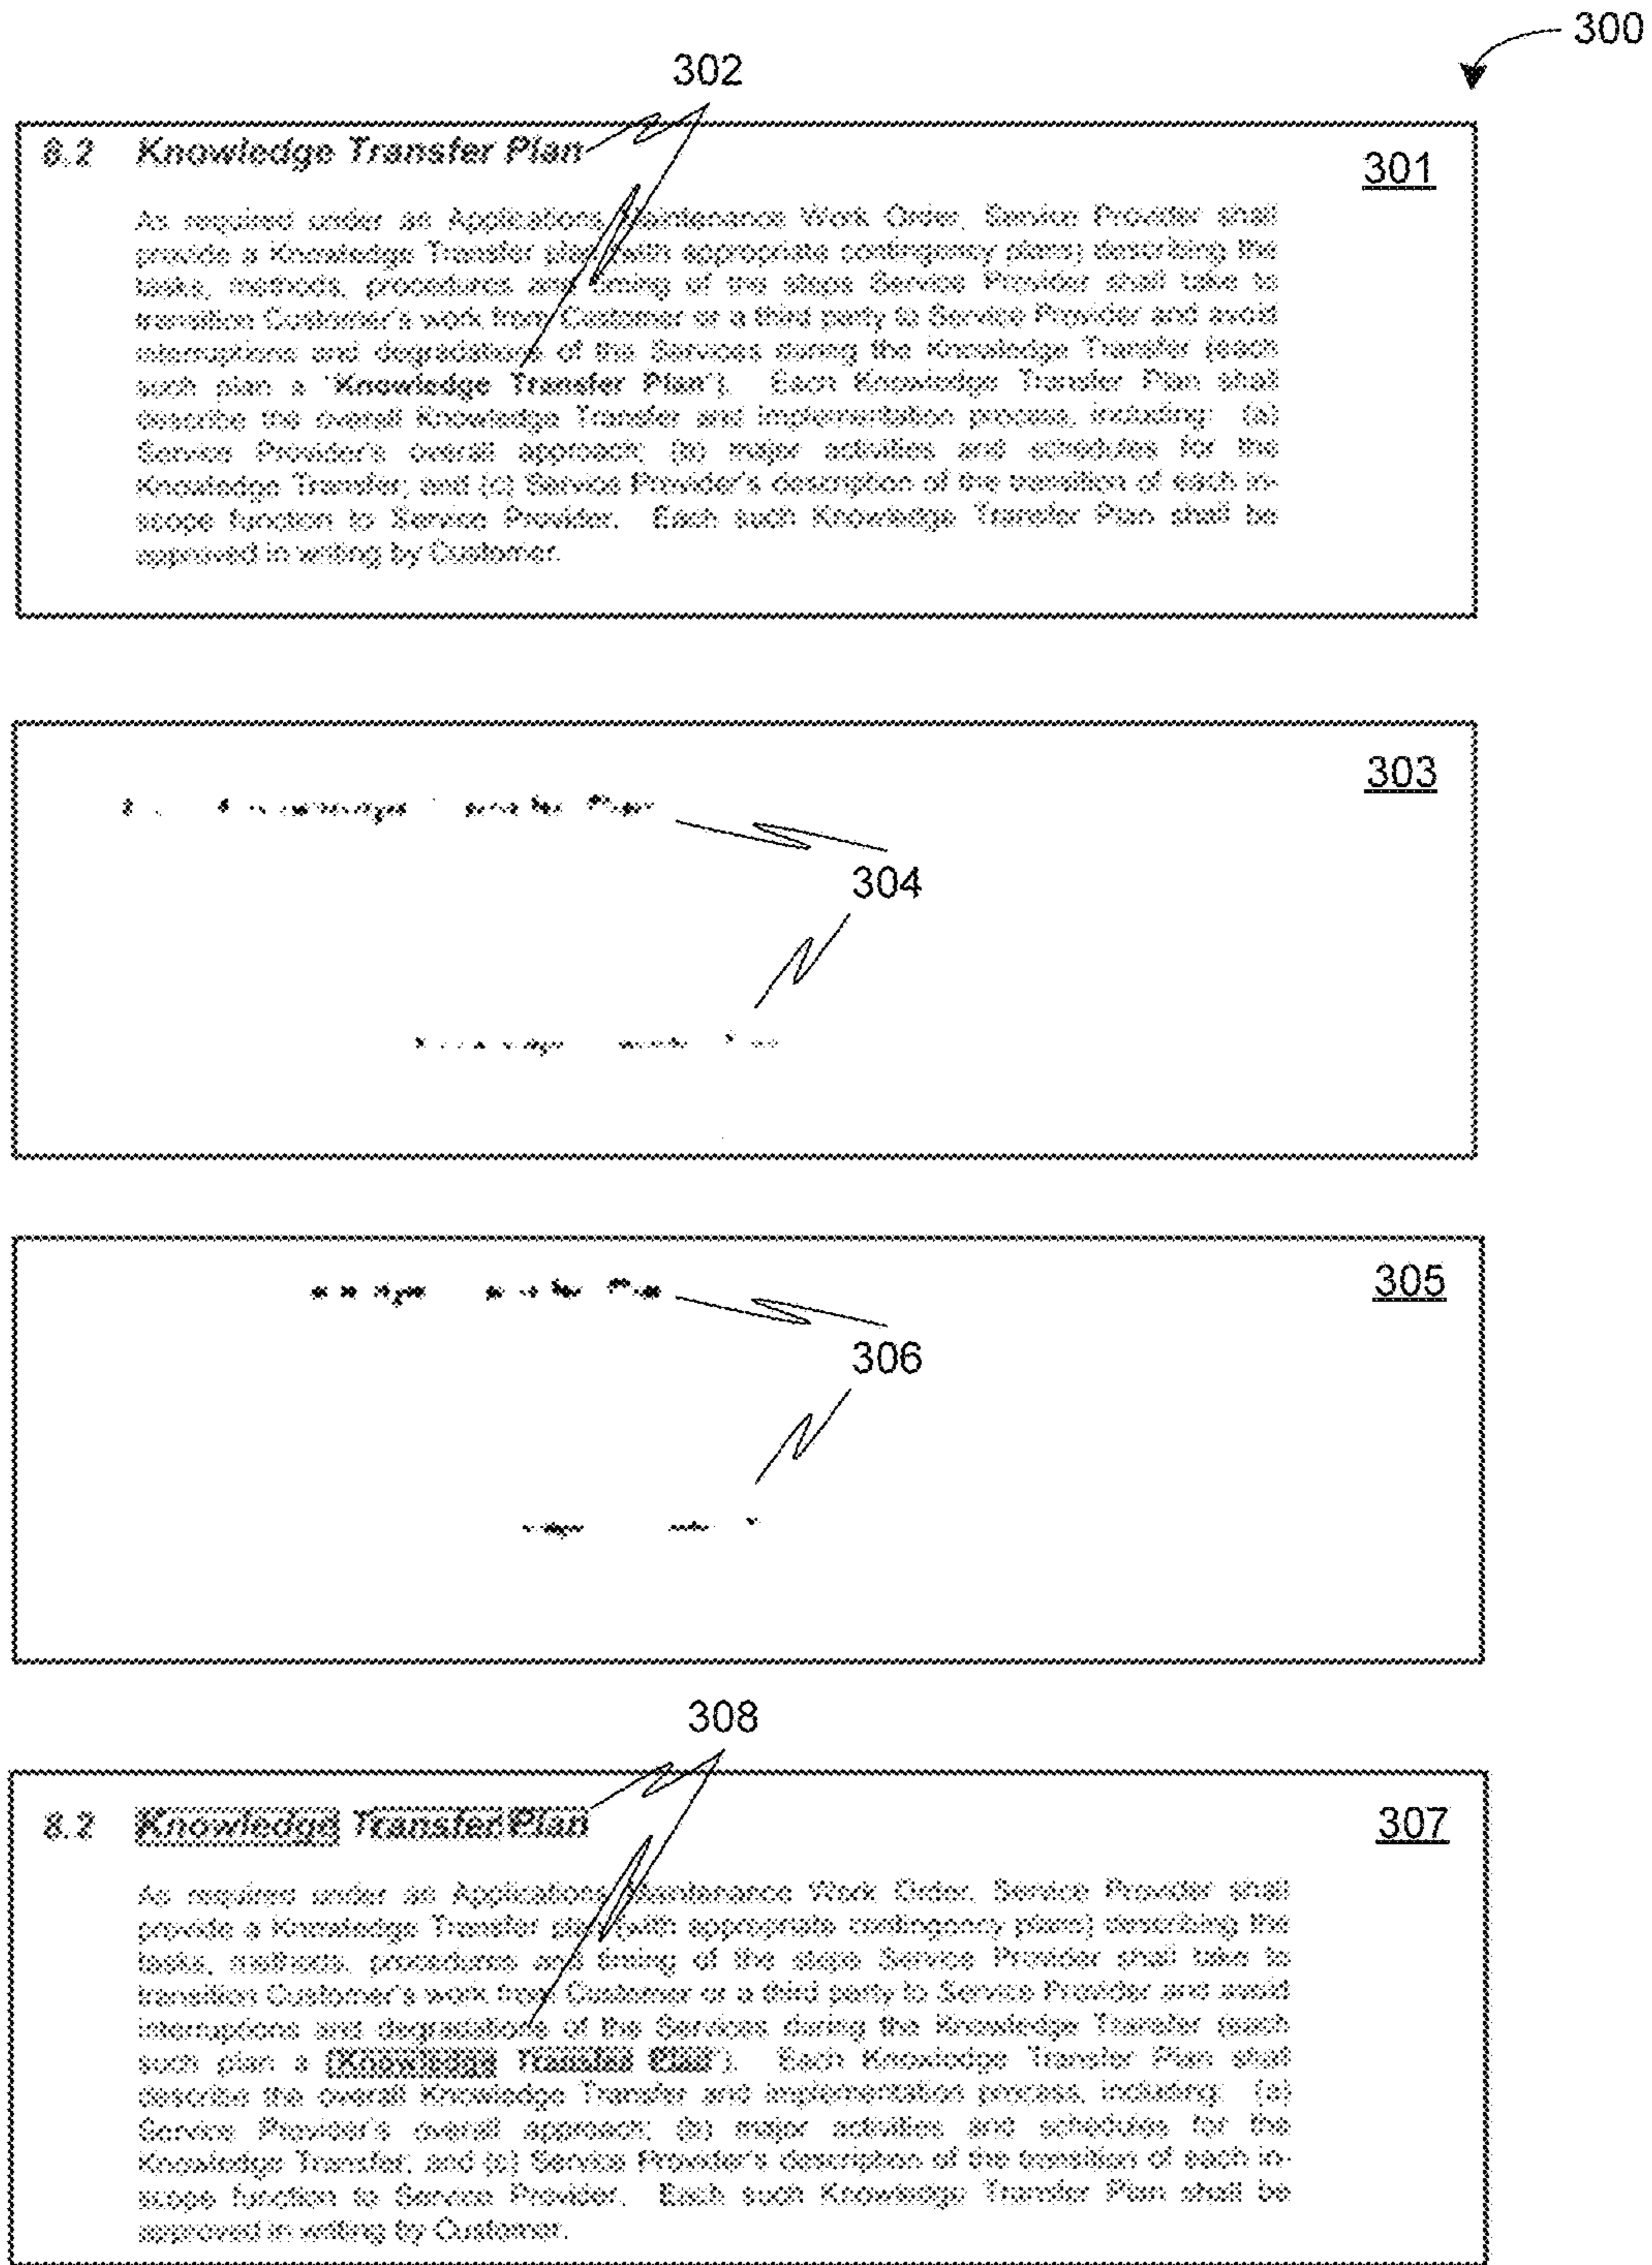 300
302
8.2 Knowledge Transfer Plan
301
As required under an Applications Maintenance Work Order, Service Provider shall
provide a Knowledge Transfer plan (with appropriate contingency plans) describing the
tasks, methods, procedures and timing of the steps Service Provider shall take to
transition Customer's work from Customer or a third party to Service Provider and avoid
interruptions and degradations of the Services during the Knowledge Transfer (each
such plan a "Knowledge Transfer Plan"). Each Knowledge Transfer Plan shall
describe the overall Knowledge Transfer and implementation process, including: (a)
Service Provider's overall approach; (b) major activities and schedules for the
Knowledge Transfer; and (c) Service Provider's description of the transition of each in-
scope function to Service Provider. Each such Knowledge Transfer Plan shall be
approved in writing by Customer.
303
304
305
306
308
8.2 Knowledge Transfer Plan
307
As required under an Applications Maintenance Work Order, Service Provider shall
provide a Knowledge Transfer plan (with appropriate contingency plans) describing the
tasks, methods, procedures and timing of the steps Service Provider shall take to
transition Customer's work from Customer or a third party to Service Provider and avoid
interruptions and degradations of the Services during the Knowledge Transfer (each
such plan a "Knowledge Transfer Plan"). Each Knowledge Transfer Plan shall
describe the overall Knowledge Transfer and implementation process, including: (a)
Service Provider's overall approach; (b) major activities and schedules for the
Knowledge Transfer; and (c) Service Provider's description of the transition of each in-
scope function to Service Provider. Each such Knowledge Transfer Plan shall be
approved in writing by Customer.